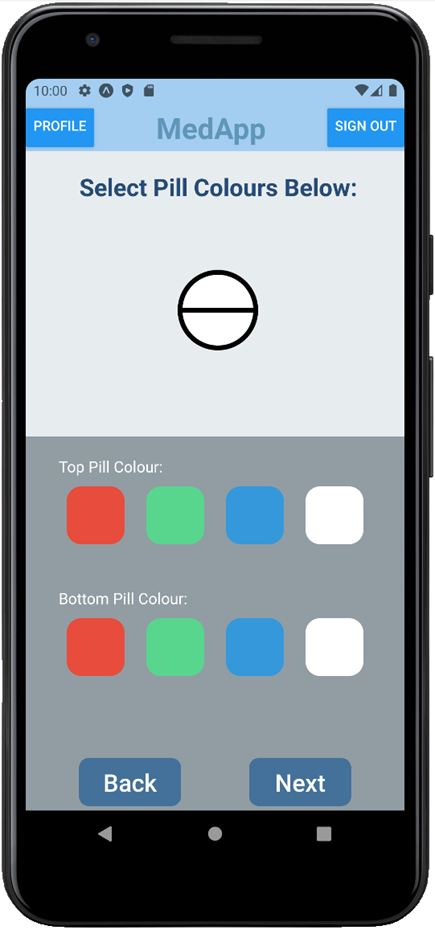 10:00
PROFILE MedApp SIGN OUT
Select Pill Colours Below:
Top Pill Colour:
Bottom Pill Colour:
Back Next